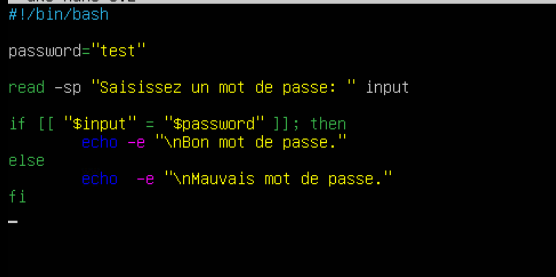 #!/bin/bash
password="test"
read -sp "Saisissez un mot de passe: " input
if [[ "$input" = "$password" ]]; then
echo -e "\nBon mot de passe."
else
echo -e "\nMauvais mot de passe."
fi